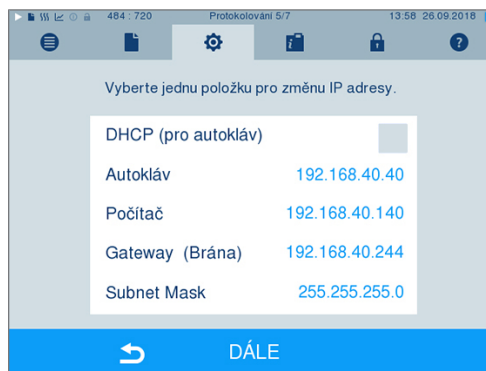 484 : 720 Protokolování 5/7 13:58 26.09.2018
Vyberte jednu položku pro změnu IP adresy.
DHCP (pro autokláv)
Autokláv 192.168.40.40
Počítač 192.168.40.140
Gateway (Brána) 192.168.40.244
Subnet Mask 255.255.255.0
DÁLE